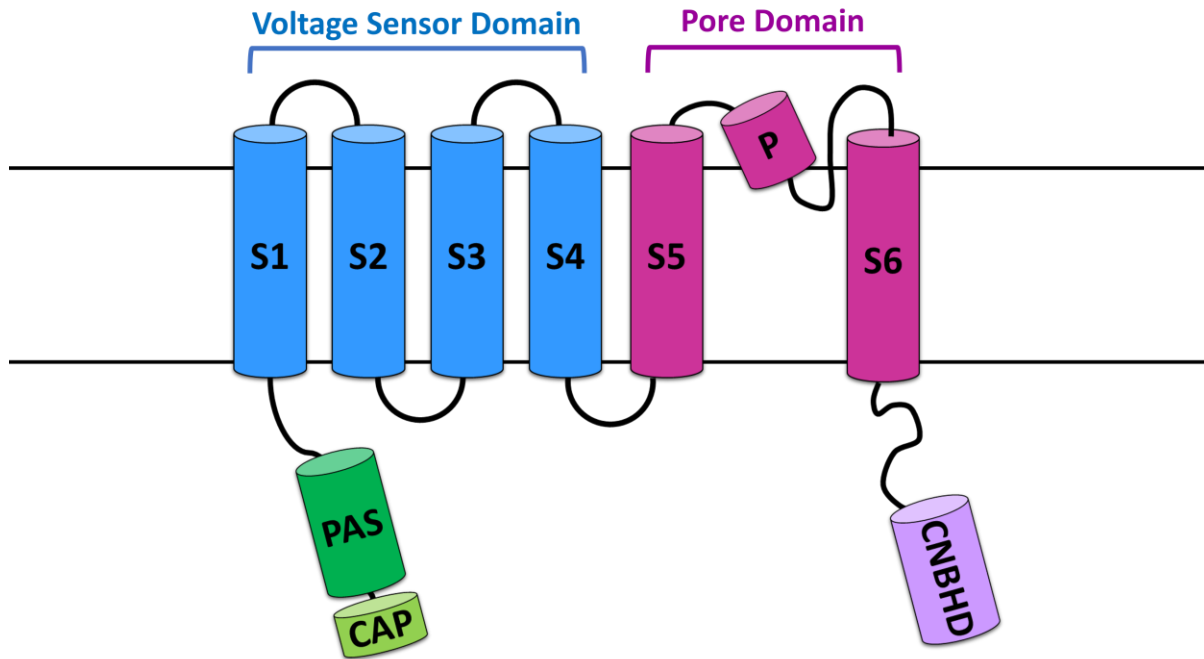 Voltage Sensor Domain
Pore Domain
P
S1
S2
S3
S4
S5
S6
PAS
CAP
CNBHD